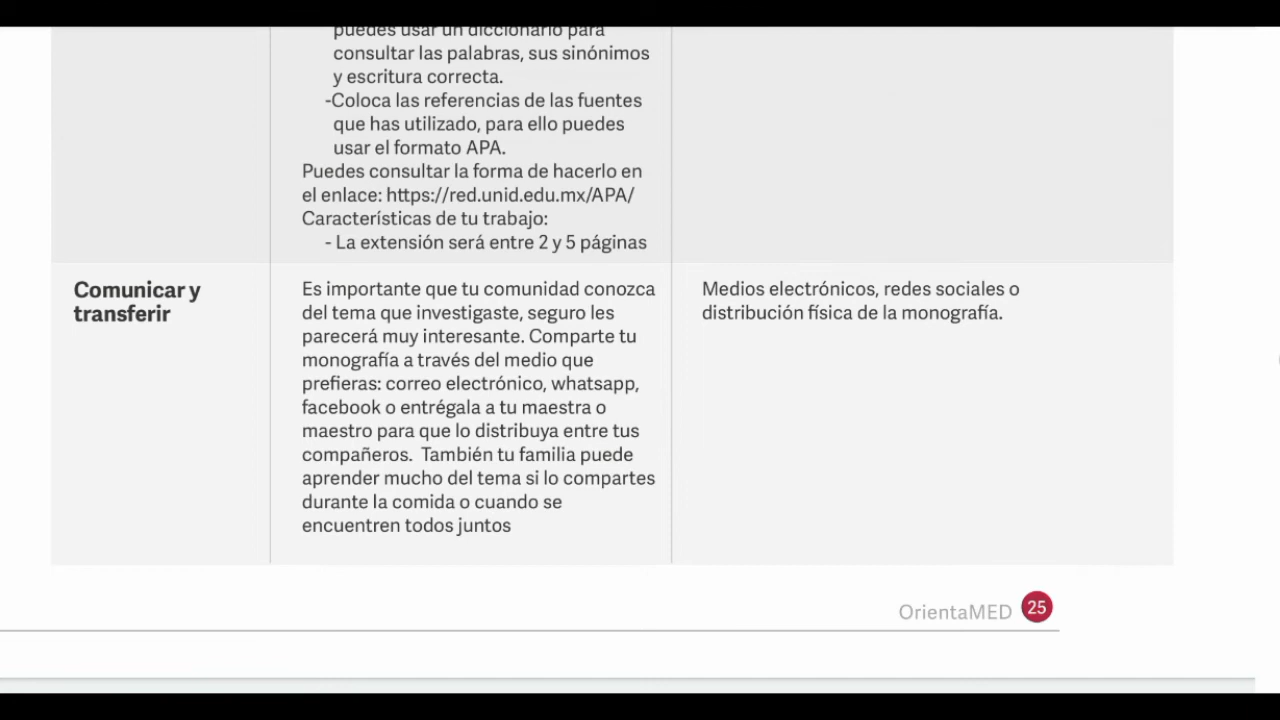 puedes usar un diccionario para
consultar las palabras, sus sinónimos
y escritura correcta.
-Coloca las referencias de las fuentes
que has utilizado, para ello puedes
usar el formato APA.
Puedes consultar la forma de hacerlo en
el enlace: https://red.unid.edu.mx/APA/
Características de tu trabajo:
- La extensión será entre 2 y 5 páginas
Comunicar y
transferir
Es importante que tu comunidad conozca
del tema que investigaste, seguro les
parecerá muy interesante. Comparte tu
monografía a través del medio que
prefieras: correo electrónico, whatsapp,
facebook o entrégala a tu maestra o
maestro para que lo distribuya entre tus
compañeros.  También tu familia puede
aprender mucho del tema si lo compartes
durante la comida o cuando se
encuentren todos juntos
Medios electrónicos, redes sociales o
distribución física de la monografía.
OrientaMED 25